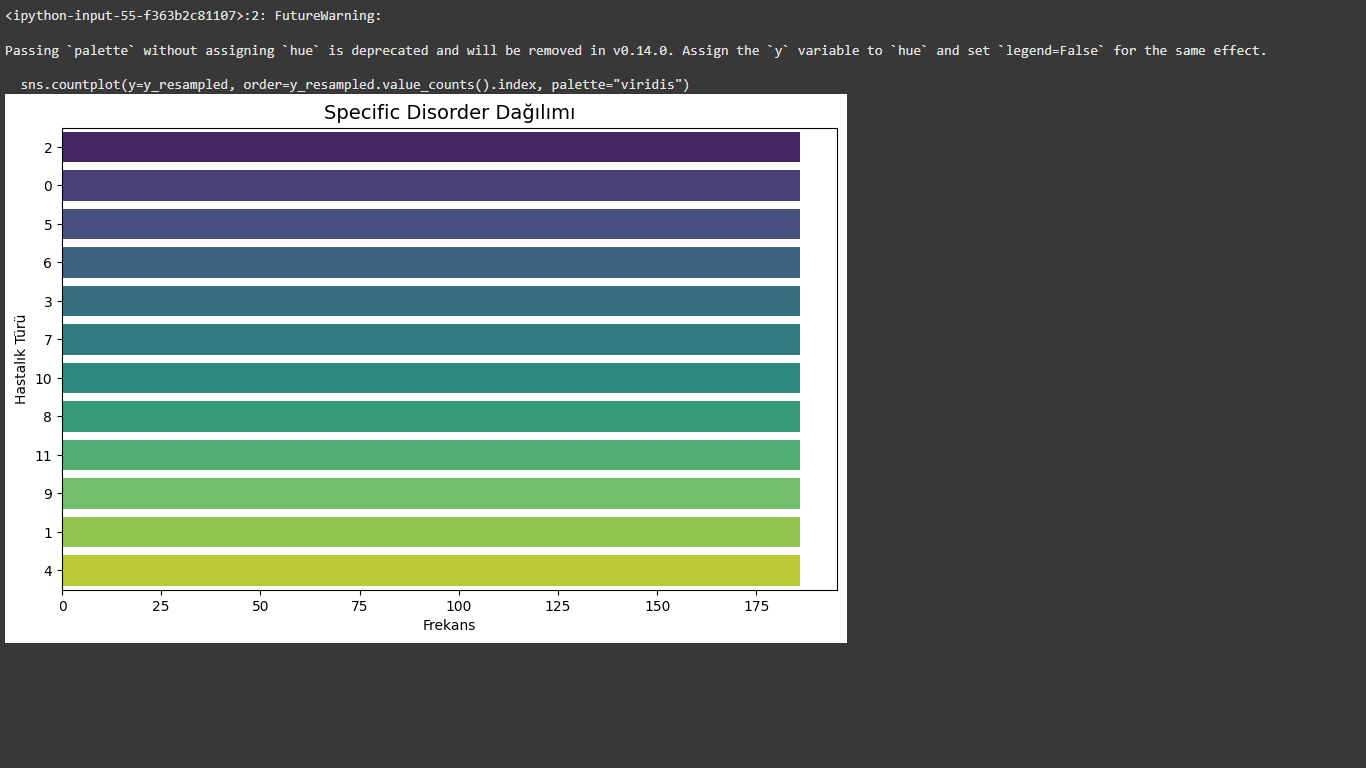 <ipython-input-55-f363b2c81107>:2: FutureWarning:
Passing `palette` without assigning `hue` is deprecated and will be removed in v0.14.0. Assign the `y` variable to `hue` and set `legend=False` for the same effect.
sns.countplot(y=y_resampled, order=y_resampled.value_counts().index, palette="viridis")
Specific Disorder Dağılımı
Hastalık Türü
2
0
5
6
3
7
10
8
11
9
1
4
0 25 50 75 100 125 150 175
Frekans